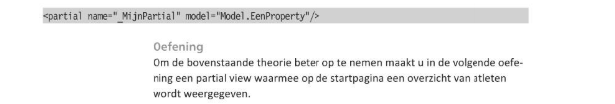 <partial name="_MijnPartial" model="Model.EenProperty"/>
Oefening
Om de bovenstaande theorie beter op te nemen maakt u in de volgende oefe-
ning een partial view waarmee op de startpagina een overzicht van atleten
wordt weergegeven.